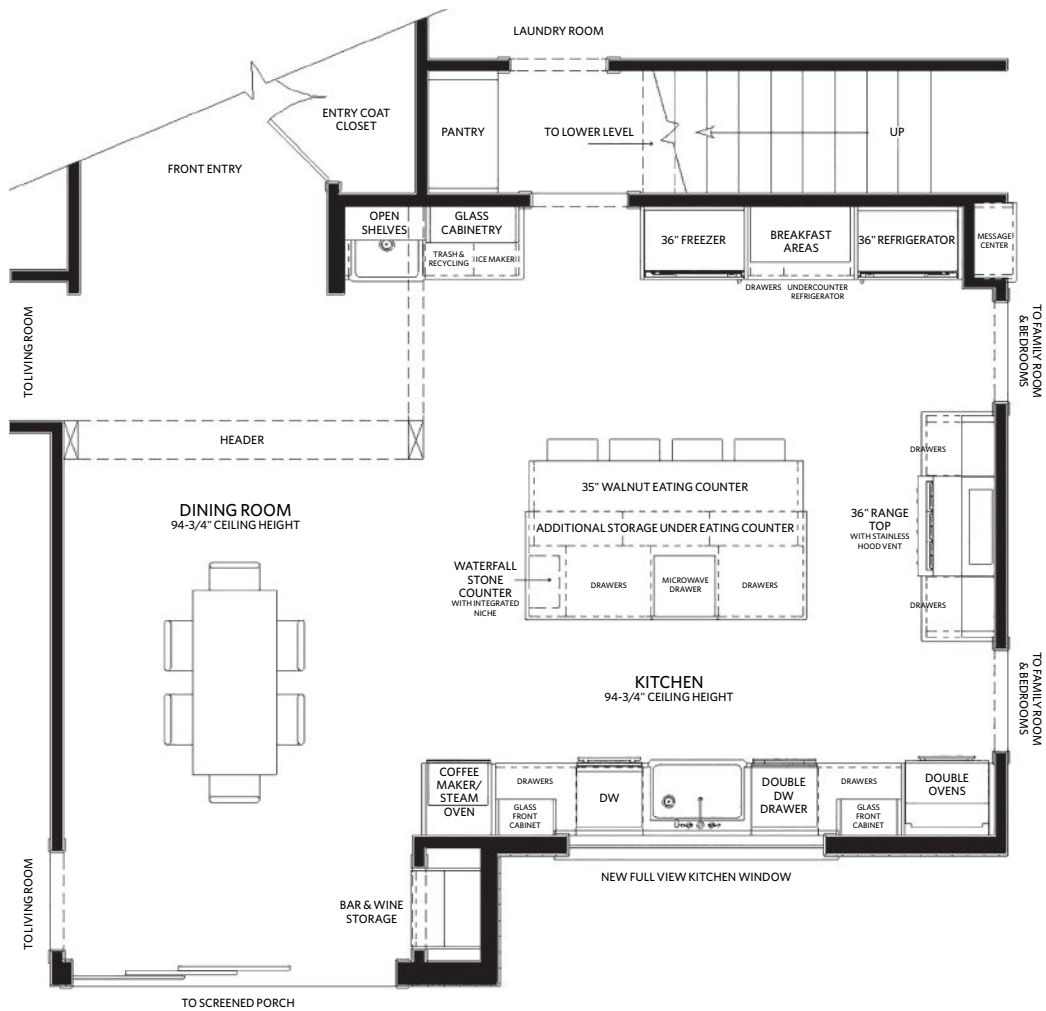 LAUNDRY ROOM
ENTRY COAT
CLOSET
PANTRY
TO LOWER LEVEL
UP
FRONT ENTRY
OPEN
SHELVES
GLASS
CABINETRY
TRASH &
RECYCLING
ICE MAKER
36" FREEZER
BREAKFAST
AREAS
36" REFRIGERATOR
MESSAGE
CENTER
DRAWERS
UNDERCOUNTER
REFRIGERATOR
TO LIVING ROOM
TO FAMILY ROOM
& BEDROOMS
HEADER
DRAWERS
35" WALNUT EATING COUNTER
DINING ROOM
94-3/4" CEILING HEIGHT
36" RANGE
TOP
WITH STAINLESS
HOOD VENT
ADDITIONAL STORAGE UNDER EATING COUNTER
WATERFALL
STONE
COUNTER
WITH INTEGRATED
NICHE
DRAWERS
MICROWAVE
DRAWER
DRAWERS
DRAWERS
KITCHEN
94-3/4" CEILING HEIGHT
TO FAMILY ROOM
& BEDROOMS
COFFEE
MAKER/
STEAM
OVEN
DRAWERS
GLASS
FRONT
CABINET
DW
DOUBLE
DW
DRAWER
DRAWERS
GLASS
FRONT
CABINET
DOUBLE
OVENS
NEW FULL VIEW KITCHEN WINDOW
TO LIVING ROOM
BAR & WINE
STORAGE
TO SCREENED PORCH